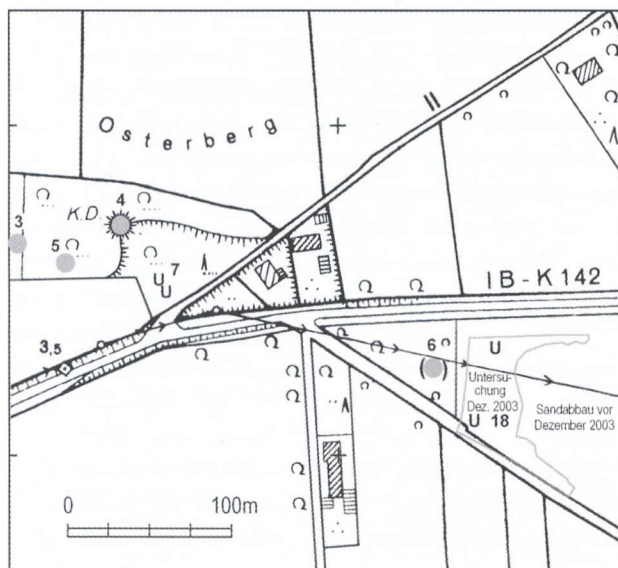 Osterberg
II
4
K.D.
3
5
7
U
U
IB-K 142
3,5
6
U
Untersu-
chung
Dez. 2003
Sandabbau vor
Dezember 2003
U 18
0 100m